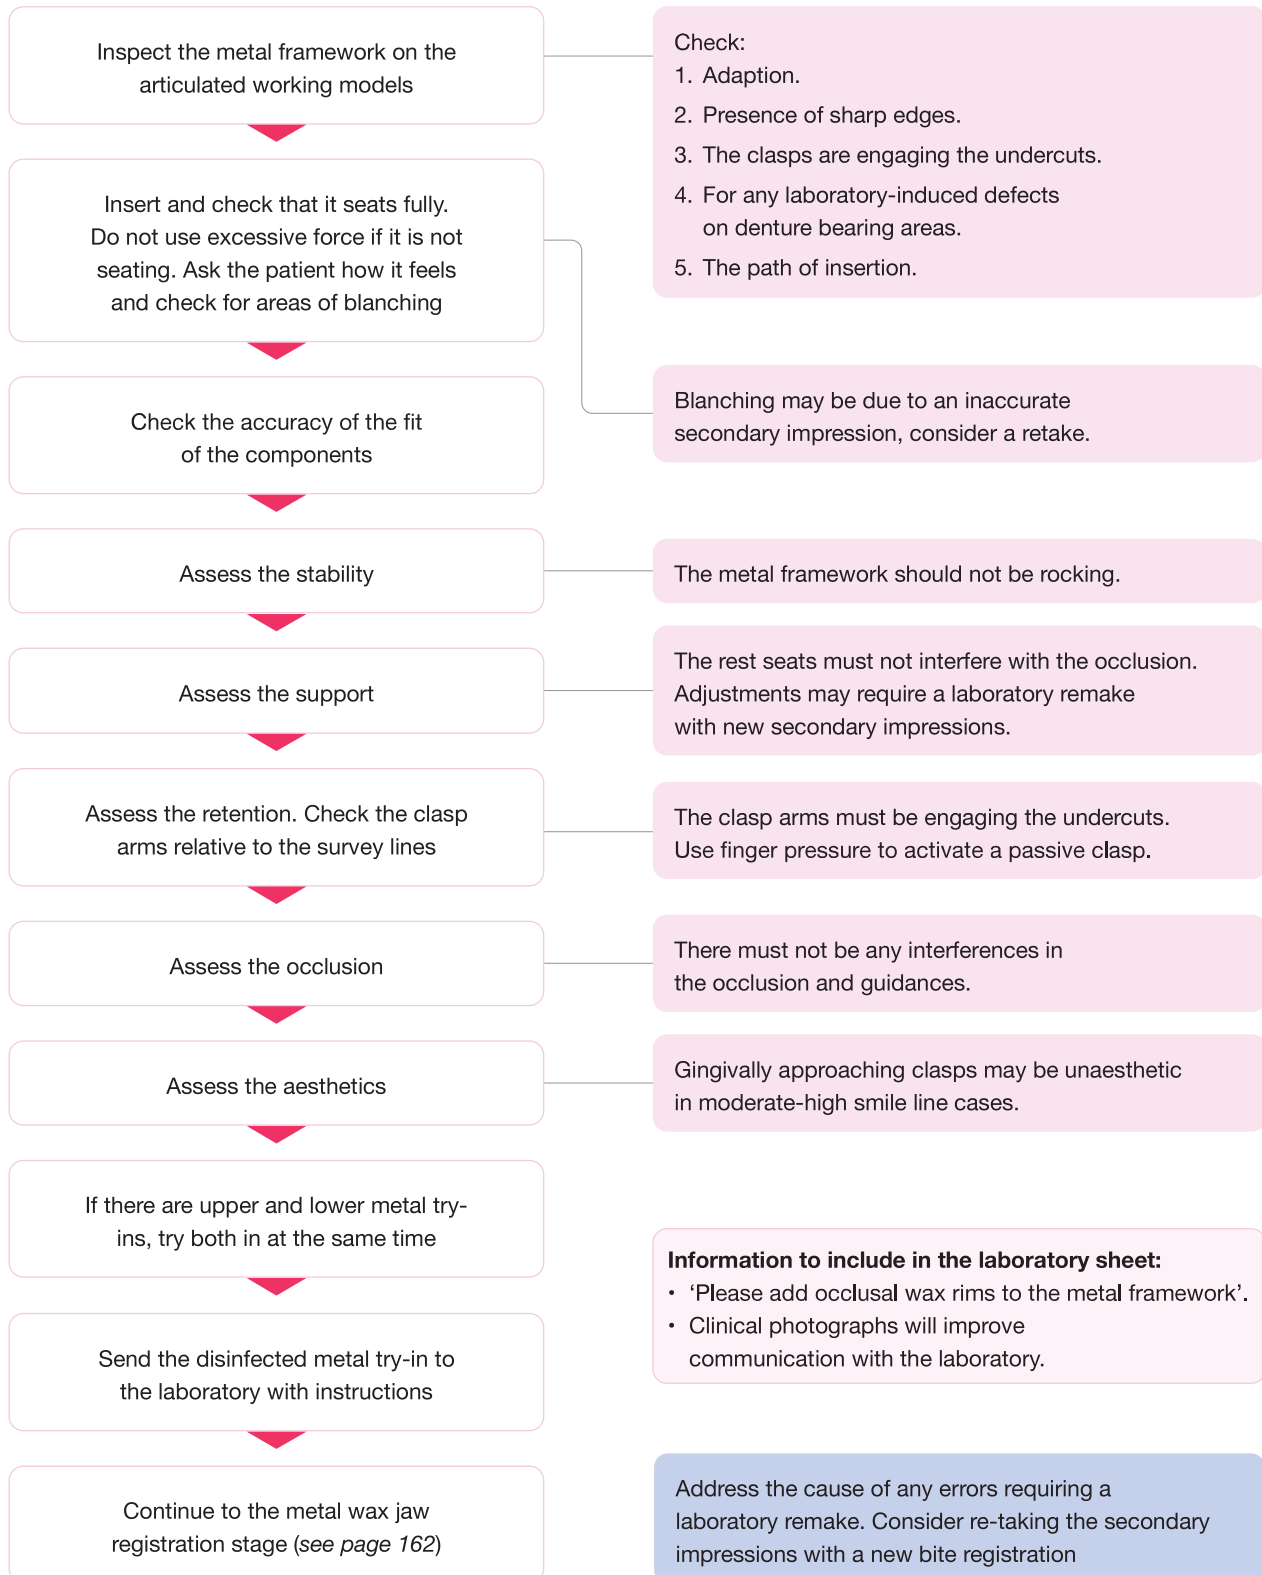 Inspect the metal framework on the
articulated working models
Check:
1. Adaption.
2. Presence of sharp edges.
3. The clasps are engaging the undercuts.
4. For any laboratory-induced defects
on denture bearing areas.
5. The path of insertion.
Insert and check that it seats fully.
Do not use excessive force if it is not
seating. Ask the patient how it feels
and check for areas of blanching
Blanching may be due to an inaccurate
secondary impression, consider a retake.
Check the accuracy of the fit
of the components
Assess the stability
The metal framework should not be rocking.
Assess the support
The rest seats must not interfere with the occlusion.
Adjustments may require a laboratory remake
with new secondary impressions.
Assess the retention. Check the clasp
arms relative to the survey lines
The clasp arms must be engaging the undercuts.
Use finger pressure to activate a passive clasp.
Assess the occlusion
There must not be any interferences in
the occlusion and guidances.
Assess the aesthetics
Gingivally approaching clasps may be unaesthetic
in moderate-high smile line cases.
If there are upper and lower metal try-
ins, try both in at the same time
Information to include in the laboratory sheet:
• ‘Please add occlusal wax rims to the metal framework’.
• Clinical photographs will improve
communication with the laboratory.
Send the disinfected metal try-in to
the laboratory with instructions
Continue to the metal wax jaw
registration stage (see page 162)
Address the cause of any errors requiring a
laboratory remake. Consider re-taking the secondary
impressions with a new bite registration